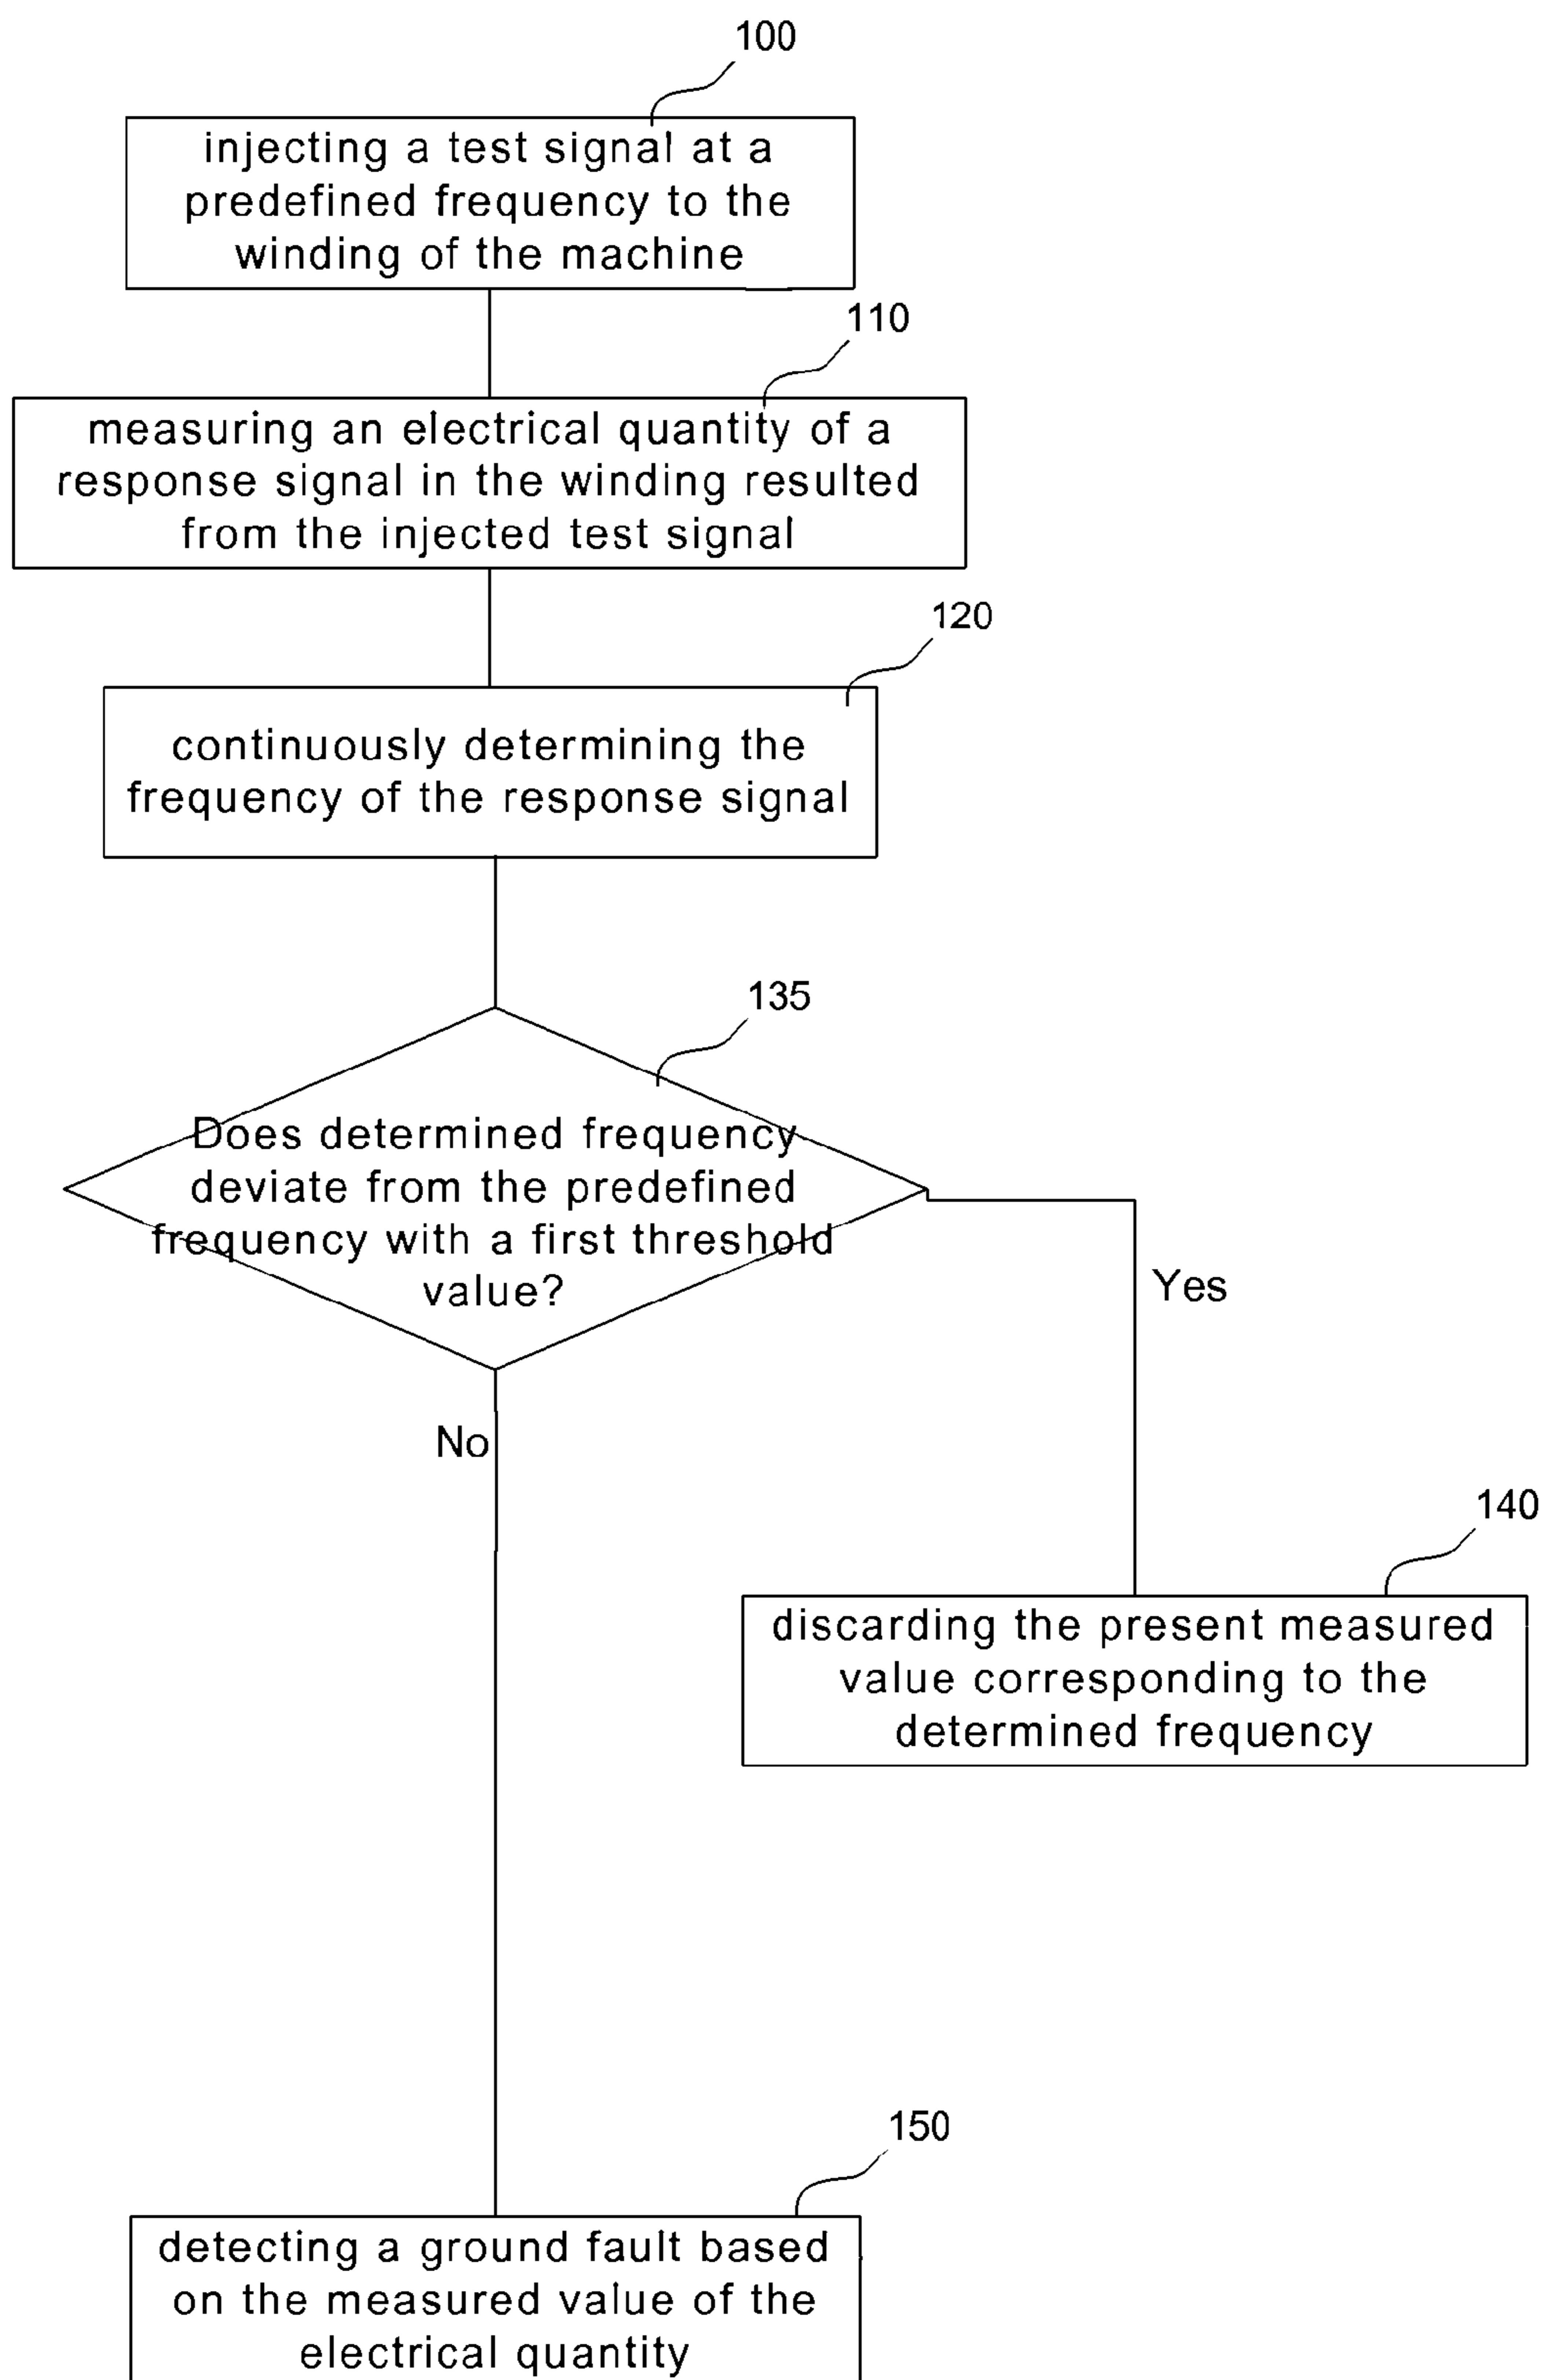 100
injecting a test signal at a
predefined frequency to the
winding of the machine
110
measuring an electrical quantity of a
response signal in the winding resulted
from the injected test signal
120
continuously determining the
frequency of the response signal
135
Does determined frequency
deviate from the predefined
frequency with a first threshold
value?
Yes
No
140
discarding the present measured
value corresponding to the
determined frequency
150
detecting a ground fault based
on the measured value of the
electrical quantity